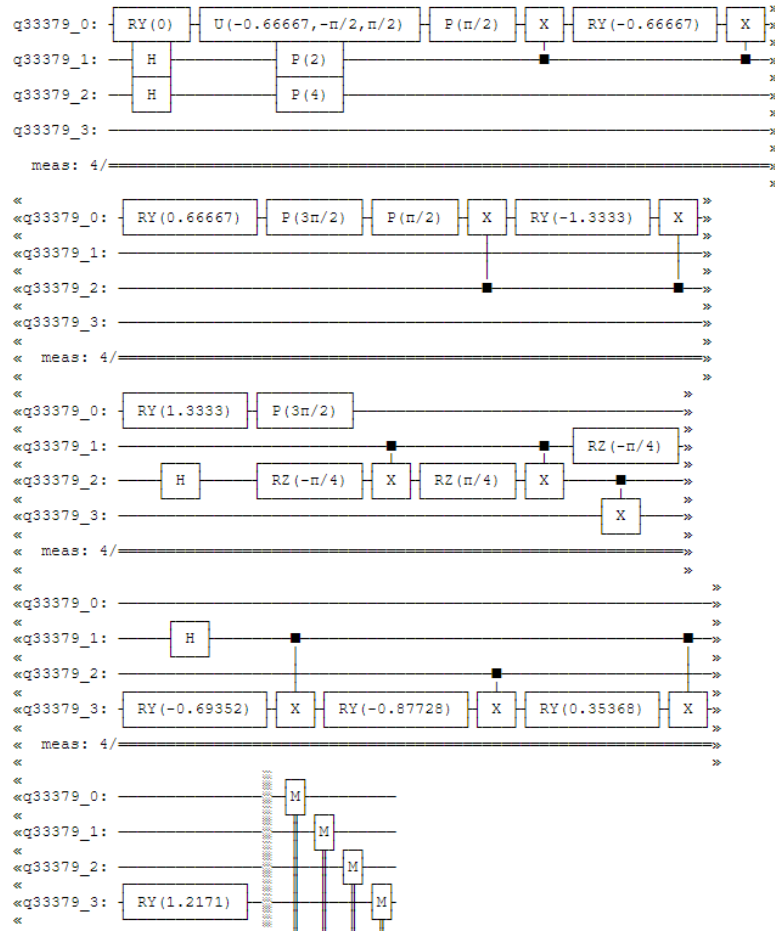 q33379_0: RY(0) U(-0.66667,-π/2,π/2) P(π/2) X RY(-0.66667) X »
q33379_1: H P(2) ■ ■ »
q33379_2: H P(4) »
q33379_3: »
meas: 4/ »
«
«q33379_0: RY(0.66667) P(3π/2) P(π/2) X RY(-1.3333) X »
«q33379_1: »
«q33379_2: ■ ■ »
«q33379_3: »
« meas: 4/ »
«
«q33379_0: RY(1.3333) P(3π/2) »
«q33379_1: ■ ■ RZ(-π/4) »
«q33379_2: H RZ(-π/4) X RZ(π/4) X ■ »
«q33379_3: X »
« meas: 4/ »
«
«q33379_0: »
«q33379_1: H ■ ■ »
«q33379_2: ■ »
«q33379_3: RY(-0.69352) X RY(-0.87728) X RY(0.35368) X »
« meas: 4/ »
«
«q33379_0: M
«q33379_1: M
«q33379_2: M
«q33379_3: RY(1.2171) M
«